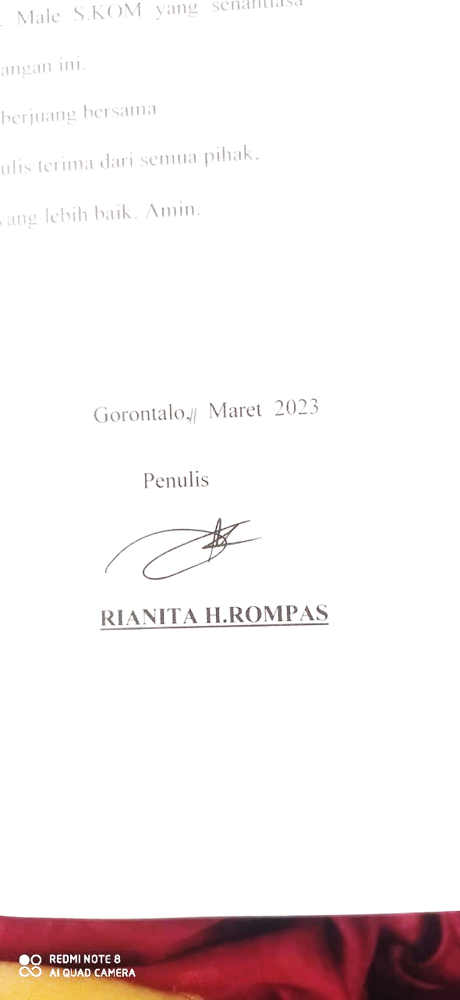 . Male S.KOM yang senantiasa
angan ini.
berjuang bersama
ulis terima dari semua pihak.
yang lebih baik. Amin.
Gorontalo, Maret 2023
Penulis
RIANITA H.ROMPAS
REDMI NOTE 8
AI QUAD CAMERA